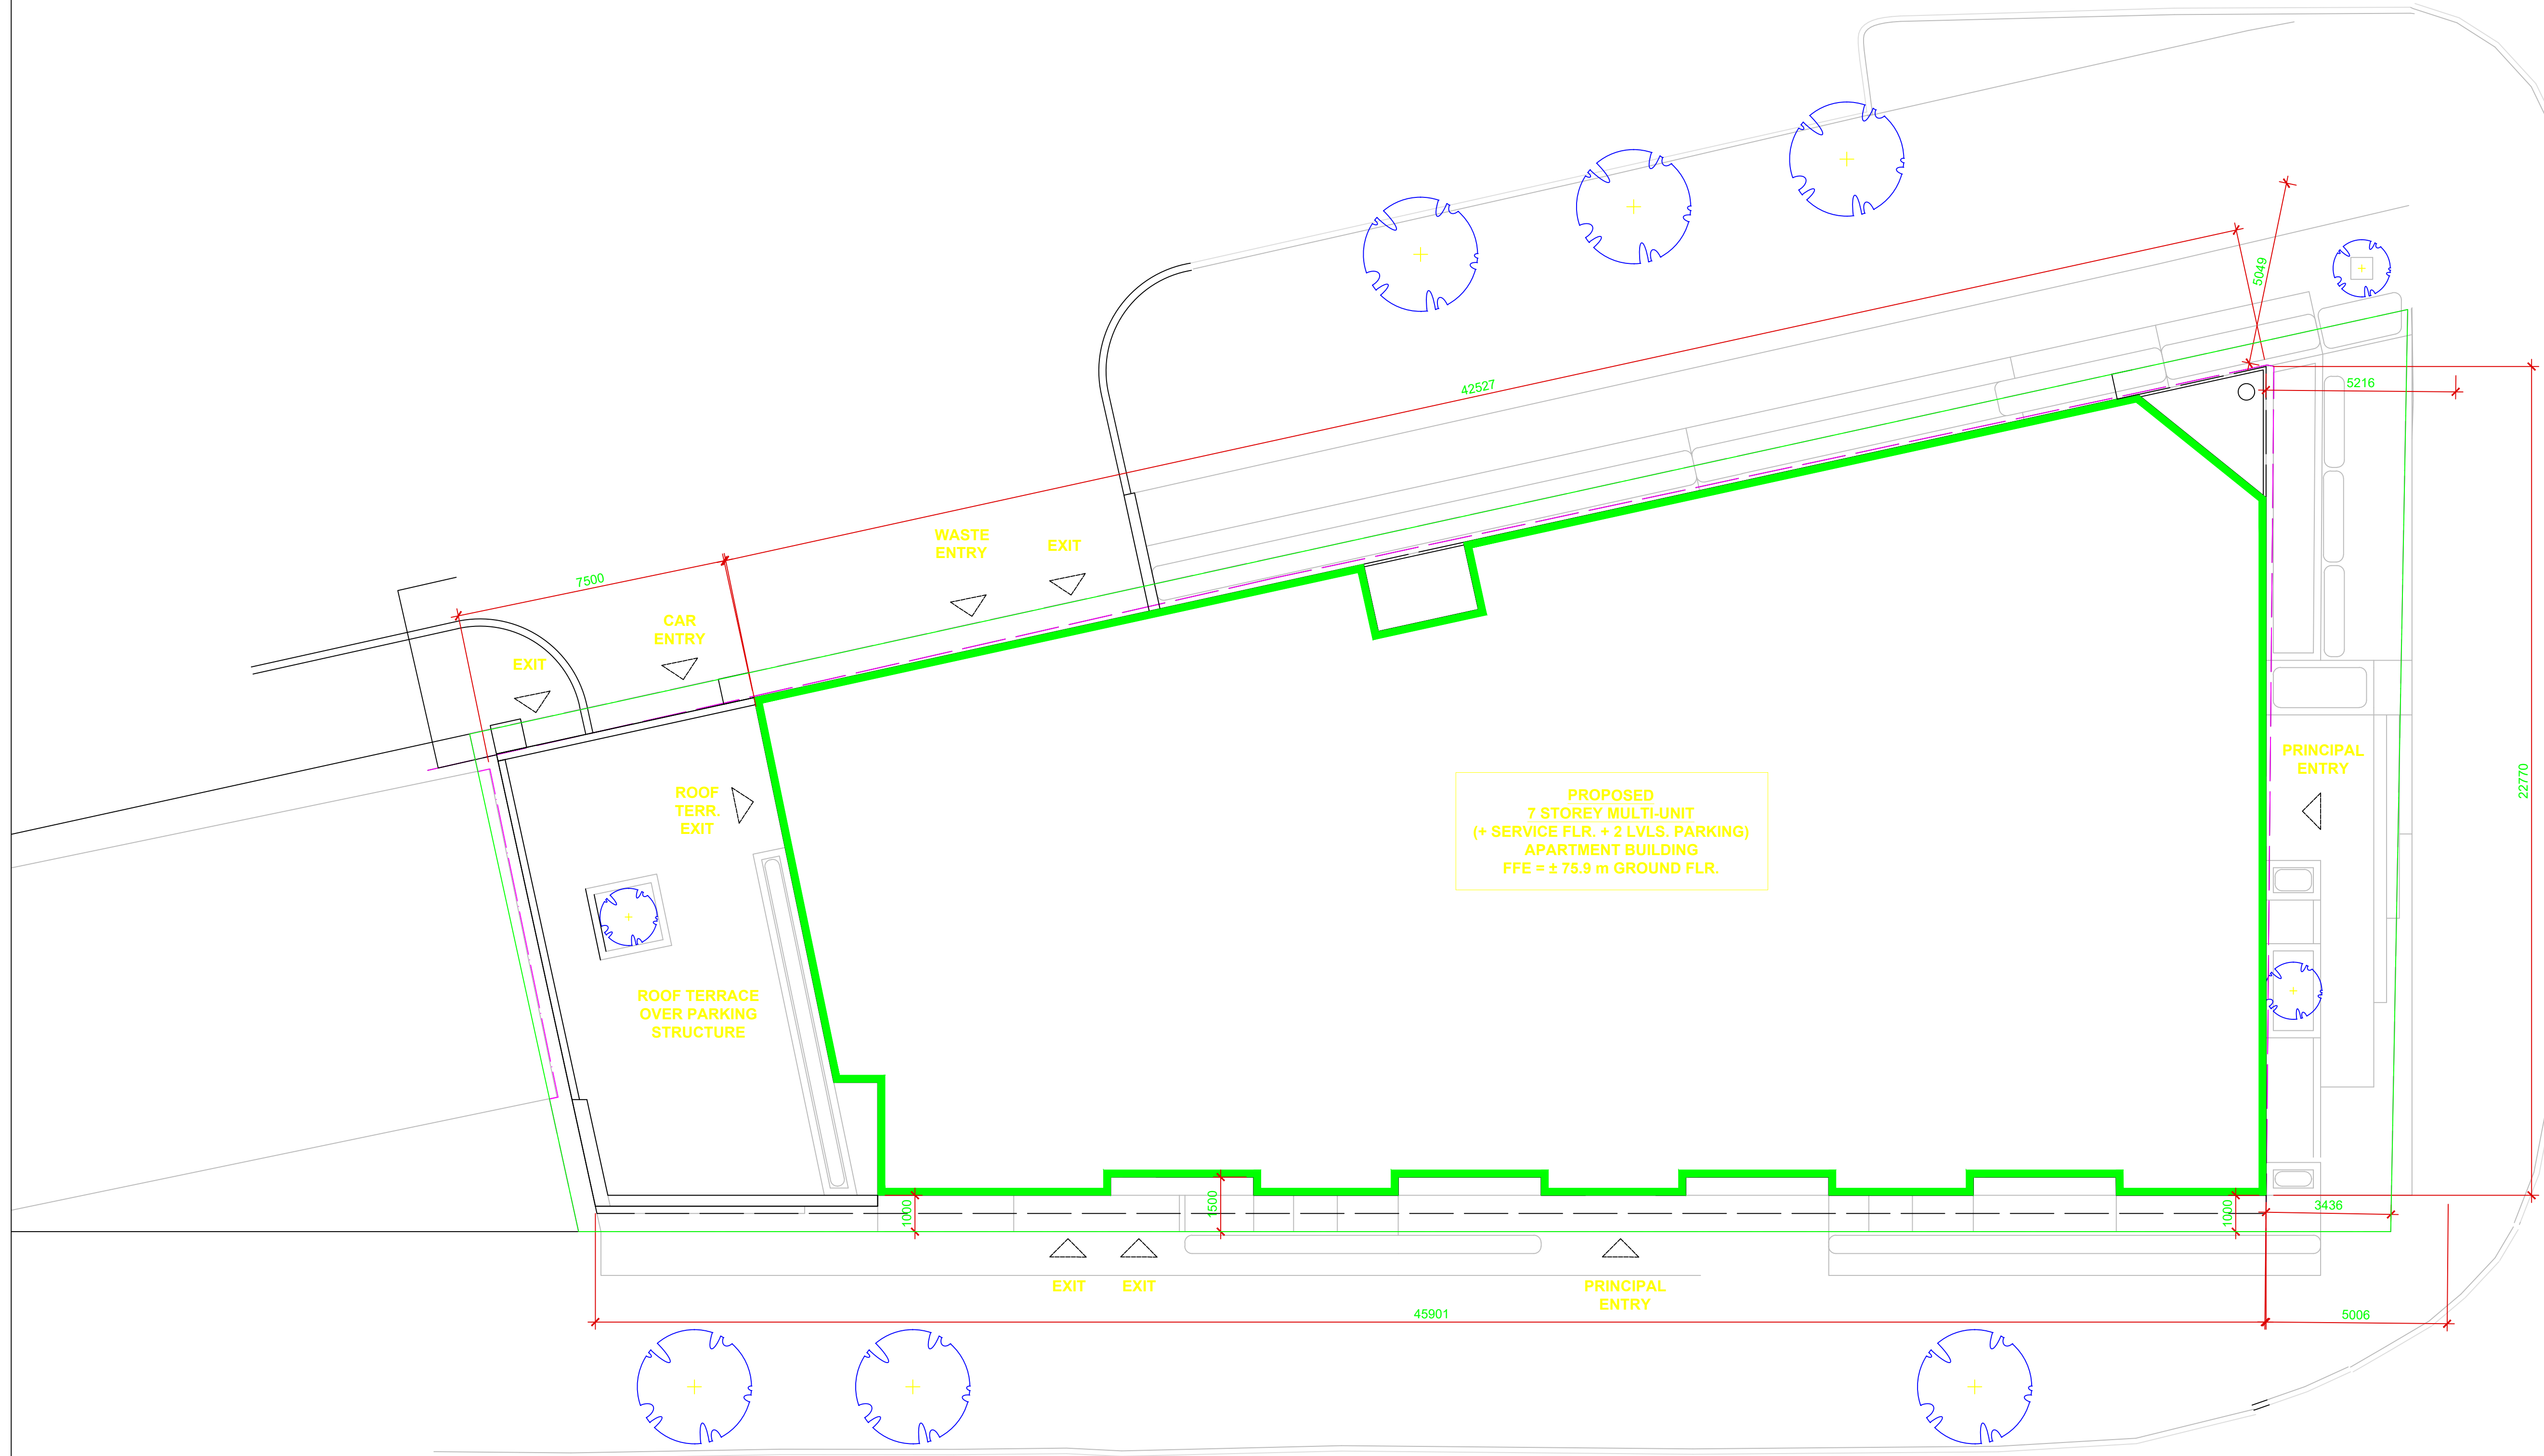 5049
5216
42527
WASTE
ENTRY
EXIT
7500
CAR
ENTRY
EXIT
PRINCIPAL
ENTRY
22770
ROOF
TERR.
EXIT
PROPOSED
7 STOREY MULTI-UNIT
(+ SERVICE FLR. + 2 LVLS. PARKING)
APARTMENT BUILDING
FFE = ± 75.9 m GROUND FLR.
ROOF TERRACE
OVER PARKING
STRUCTURE
1000
1500
1000
3436
EXIT
EXIT
PRINCIPAL
ENTRY
45901
5006